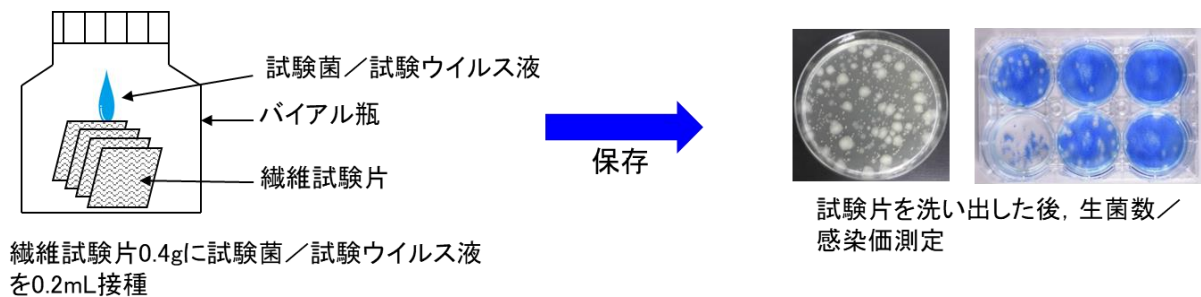 試験菌／試験ウイルス液
バイアル瓶
繊維試験片
繊維試験片0.4gに試験菌／試験ウイルス液
を0.2mL接種
保存
試験片を洗い出した後，生菌数／
感染価測定